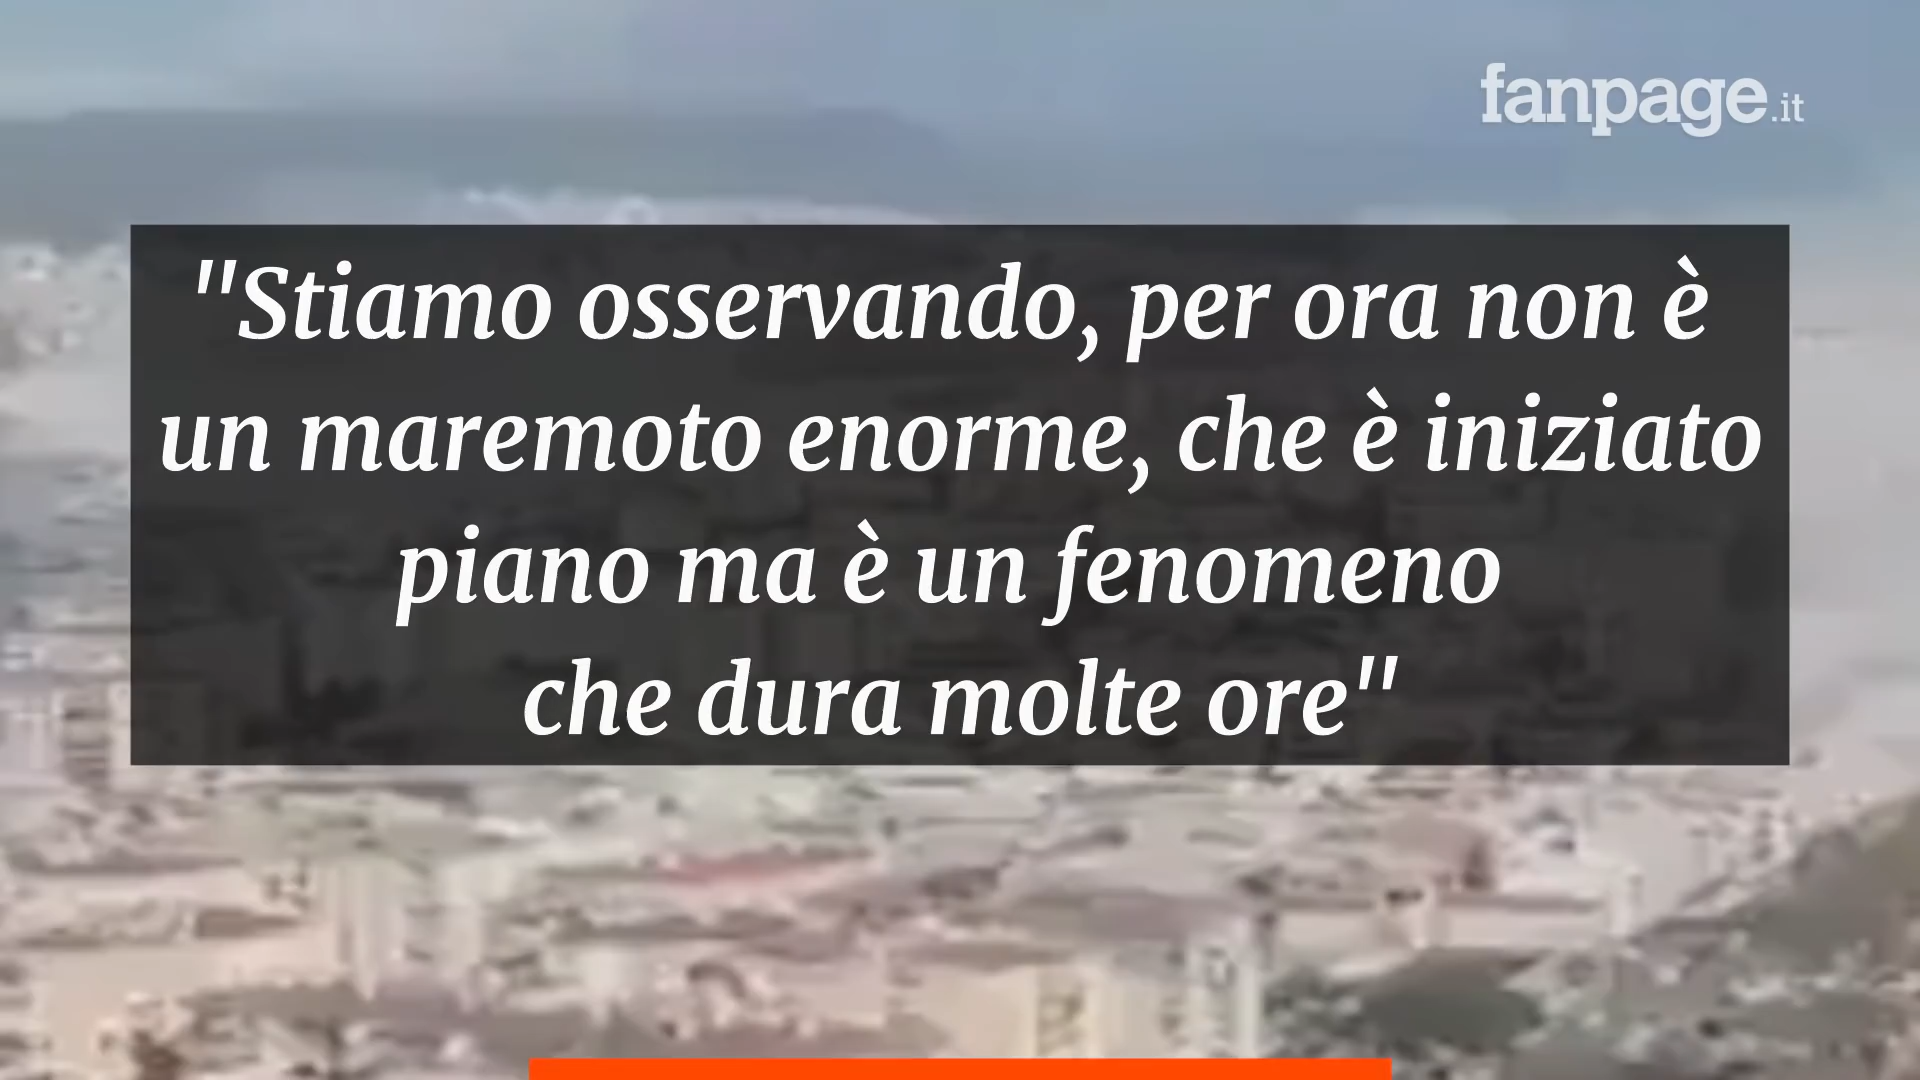 fanpage.it
"Stiamo osservando, per ora non è
un maremoto enorme, che è iniziato
piano ma è un fenomeno
che dura molte ore"